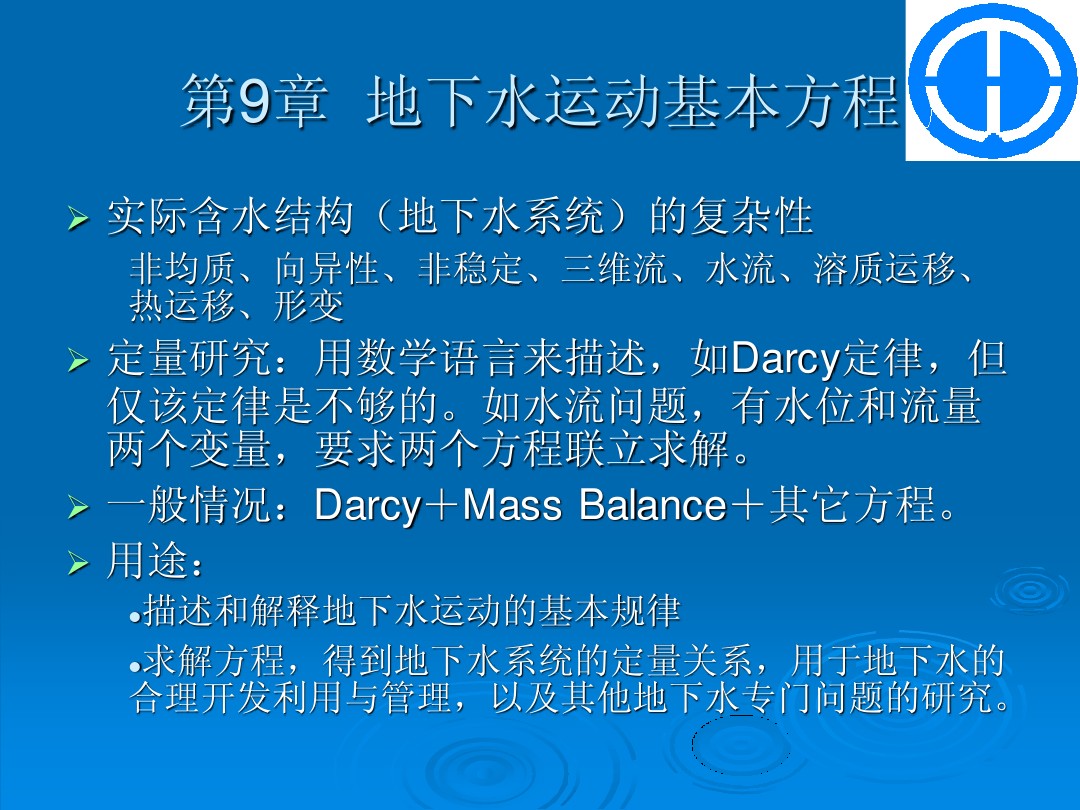 第9章 地下水运动基本方程
➢ 实际含水结构（地下水系统）的复杂性
非均质、向异性、非稳定、三维流、水流、溶质运移、
热运移、形变
➢ 定量研究：用数学语言来描述，如Darcy定律，但
仅该定律是不够的。如水流问题，有水位和流量
两个变量，要求两个方程联立求解。
➢ 一般情况：Darcy＋Mass Balance＋其它方程。
➢ 用途：
•描述和解释地下水运动的基本规律
•求解方程，得到地下水系统的定量关系，用于地下水的
合理开发利用与管理，以及其他地下水专门问题的研究。